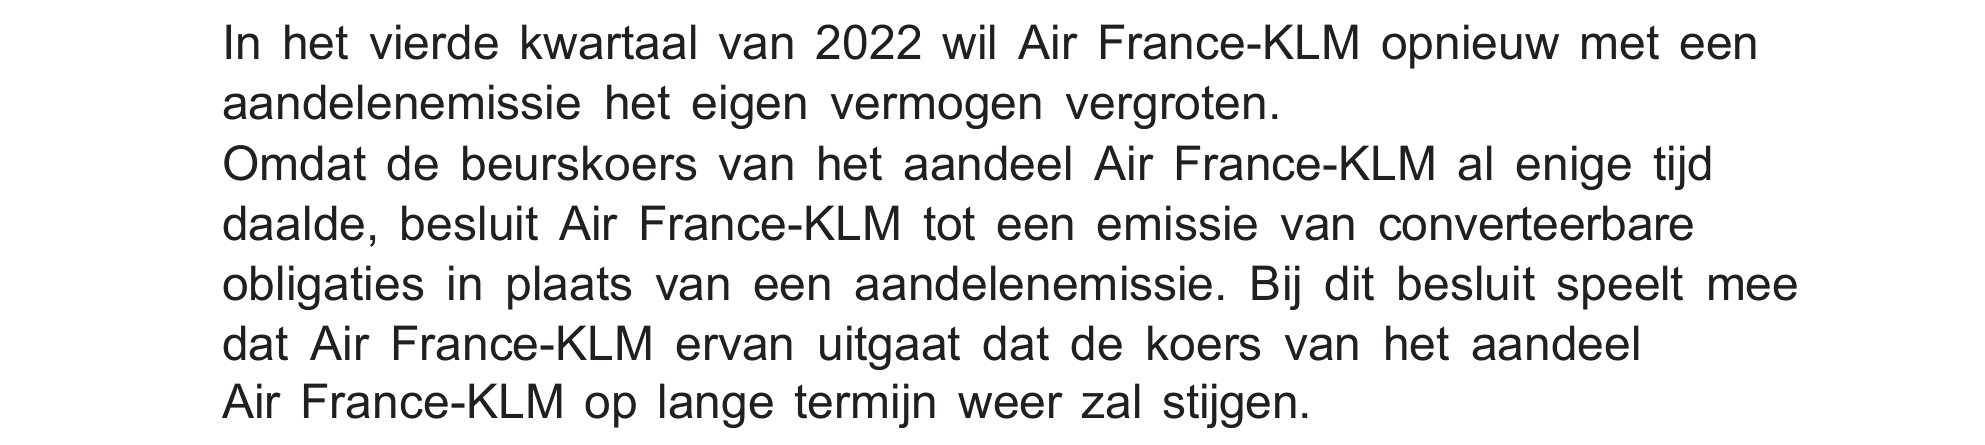 In het vierde kwartaal van 2022 wil Air France-KLM opnieuw met een
aandelenemissie het eigen vermogen vergroten.
Omdat de beurskoers van het aandeel Air France-KLM al enige tijd
daalde, besluit Air France-KLM tot een emissie van converteerbare
obligaties in plaats van een aandelenemissie. Bij dit besluit speelt mee
dat Air France-KLM ervan uitgaat dat de koers van het aandeel
Air France-KLM op lange termijn weer zal stijgen.